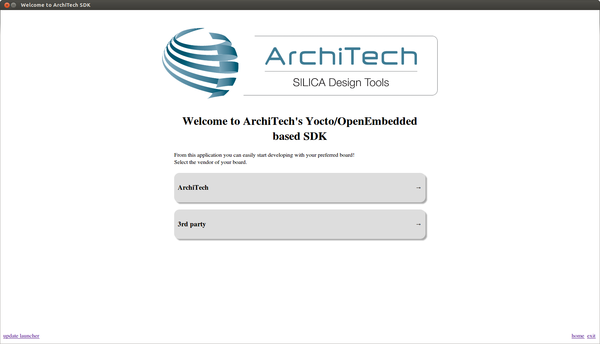 Welcome to ArchiTech SDK
ArchiTech
SILICA Design Tools
Welcome to ArchiTech's Yocto/OpenEmbedded
based SDK
From this application you can easily start developing with your preferred board!
Select the vendor of your board.
ArchiTech →
3rd party →
update launcher home exit